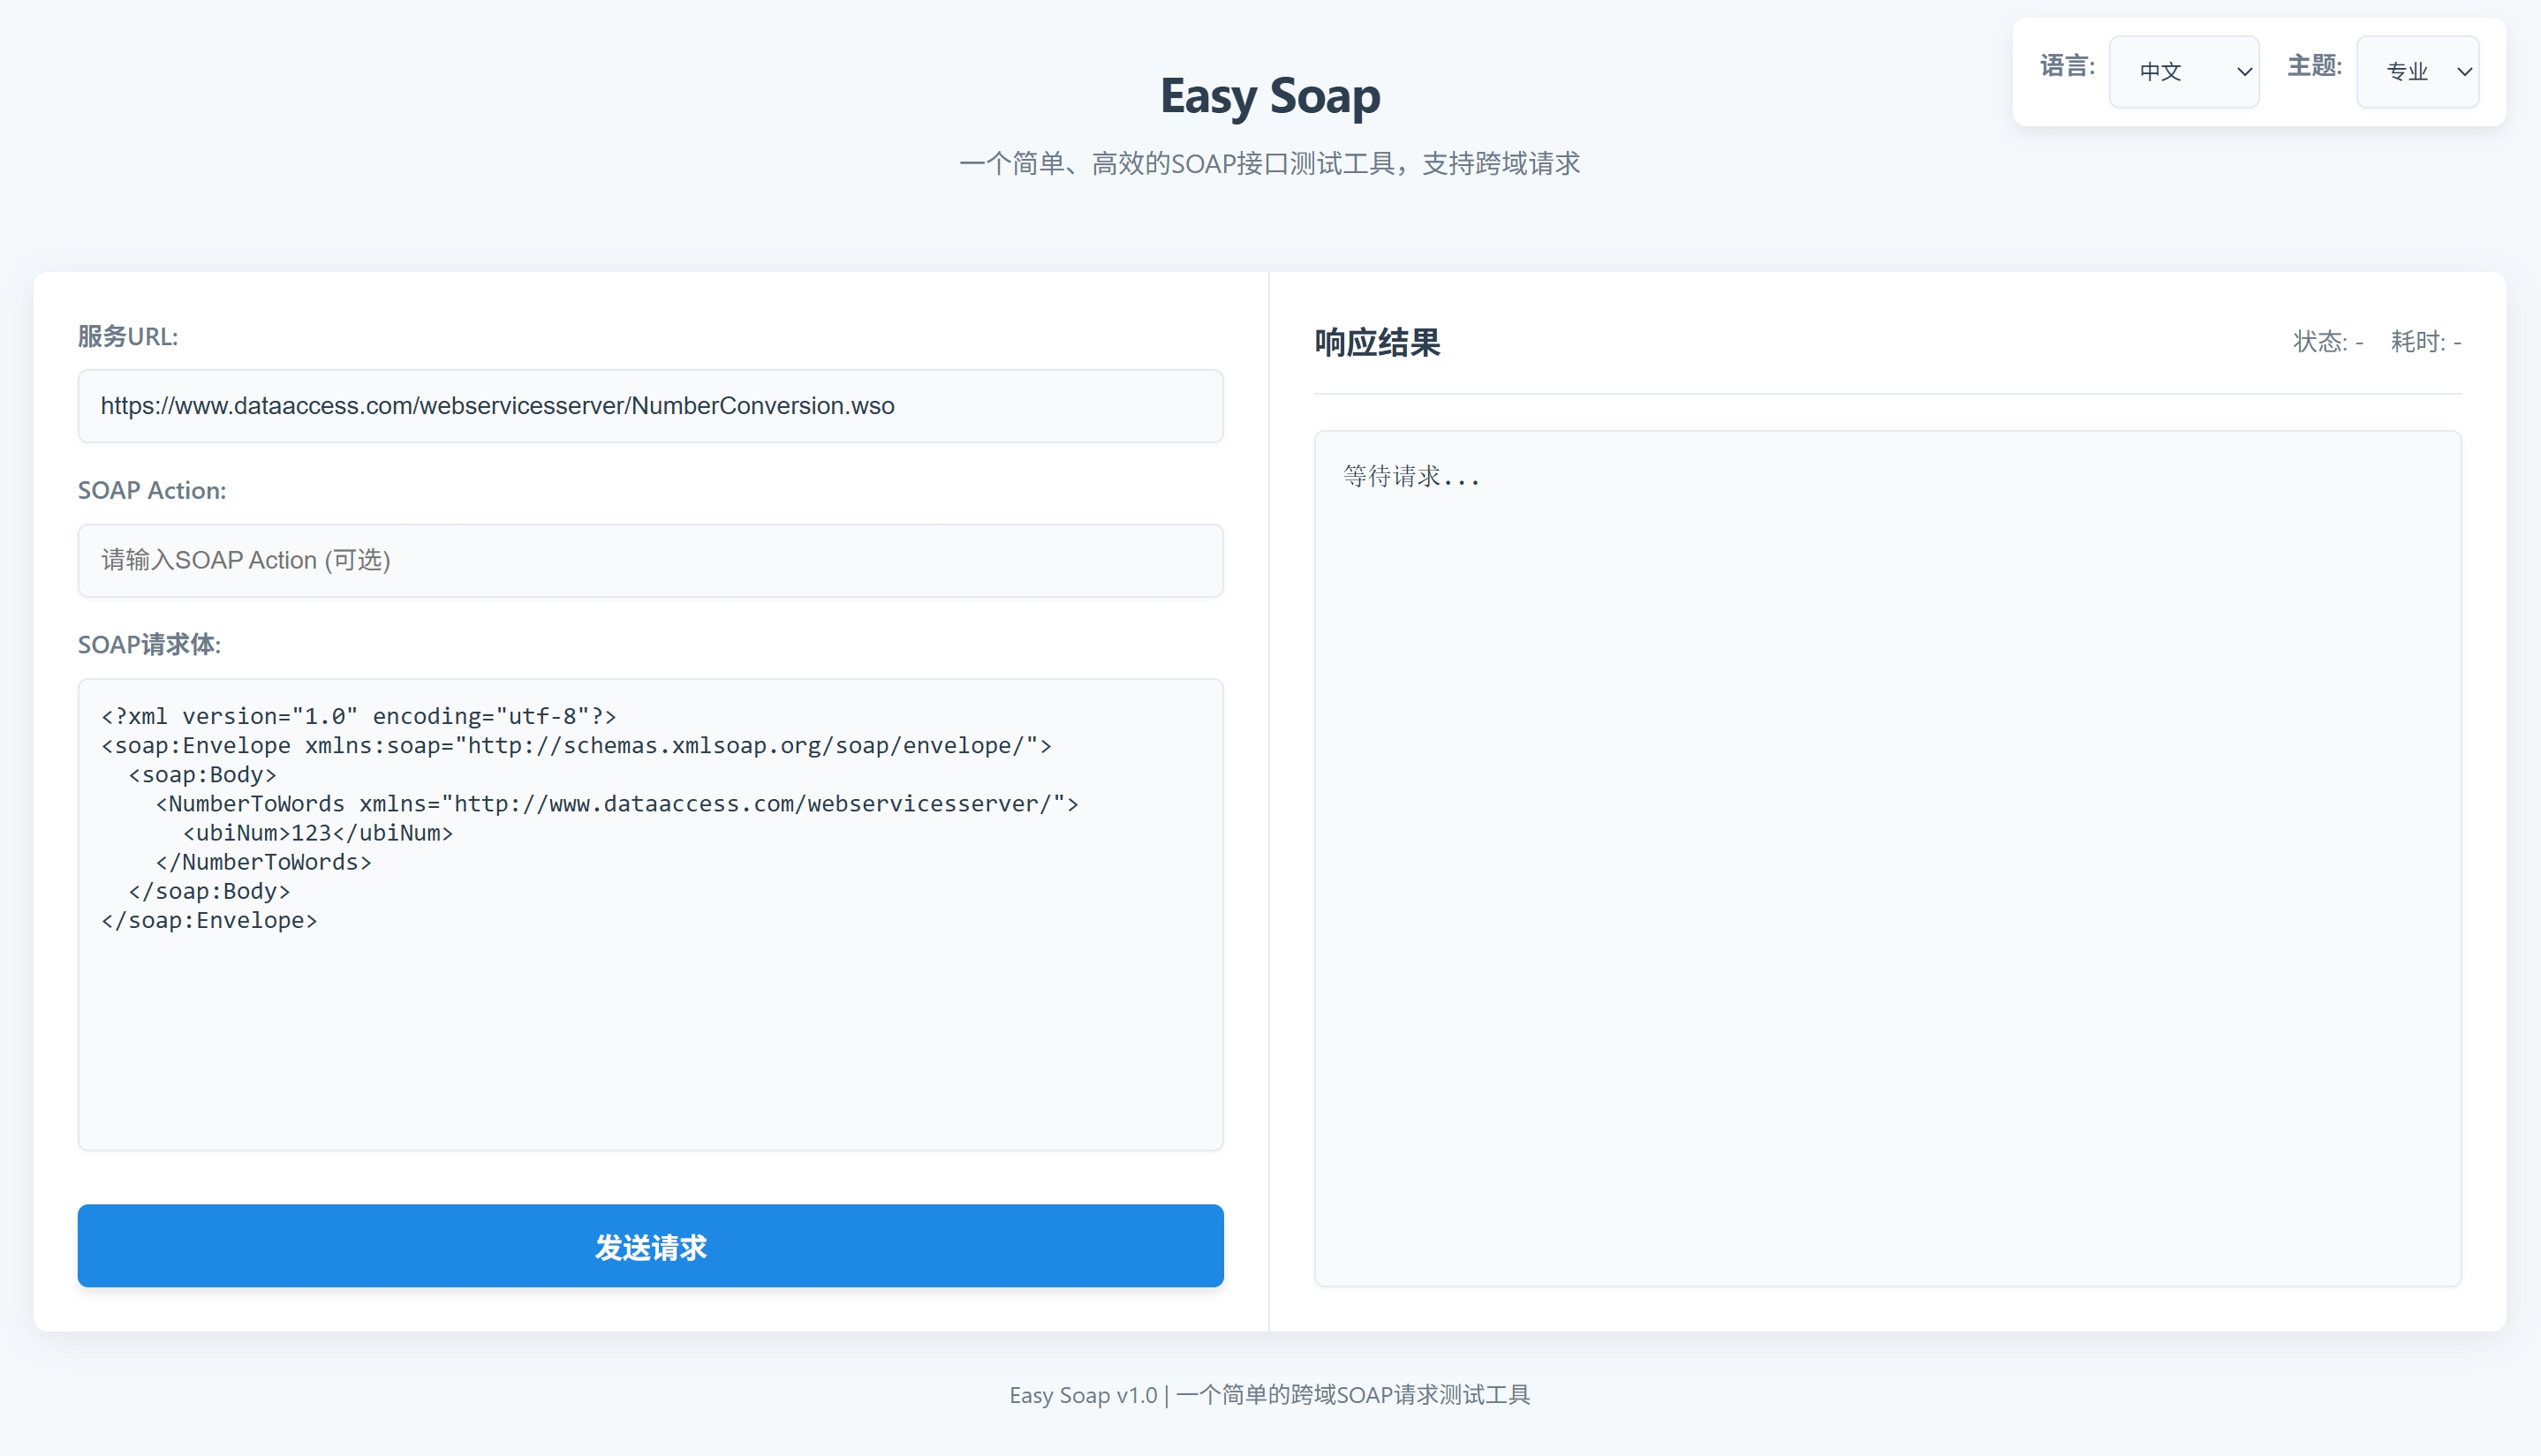 语言: 中文 主题: 专业
Easy Soap
一个简单、高效的SOAP接口测试工具，支持跨域请求
服务URL:
https://www.dataaccess.com/webservicesserver/NumberConversion.wso
SOAP Action:
请输入SOAP Action (可选)
SOAP请求体:
<?xml version="1.0" encoding="utf-8"?>
<soap:Envelope xmlns:soap="http://schemas.xmlsoap.org/soap/envelope/">
  <soap:Body>
    <NumberToWords xmlns="http://www.dataaccess.com/webservicesserver/">
      <ubiNum>123</ubiNum>
    </NumberToWords>
  </soap:Body>
</soap:Envelope>
发送请求
响应结果
状态: - 耗时: -
等待请求...
Easy Soap v1.0 | 一个简单的跨域SOAP请求测试工具